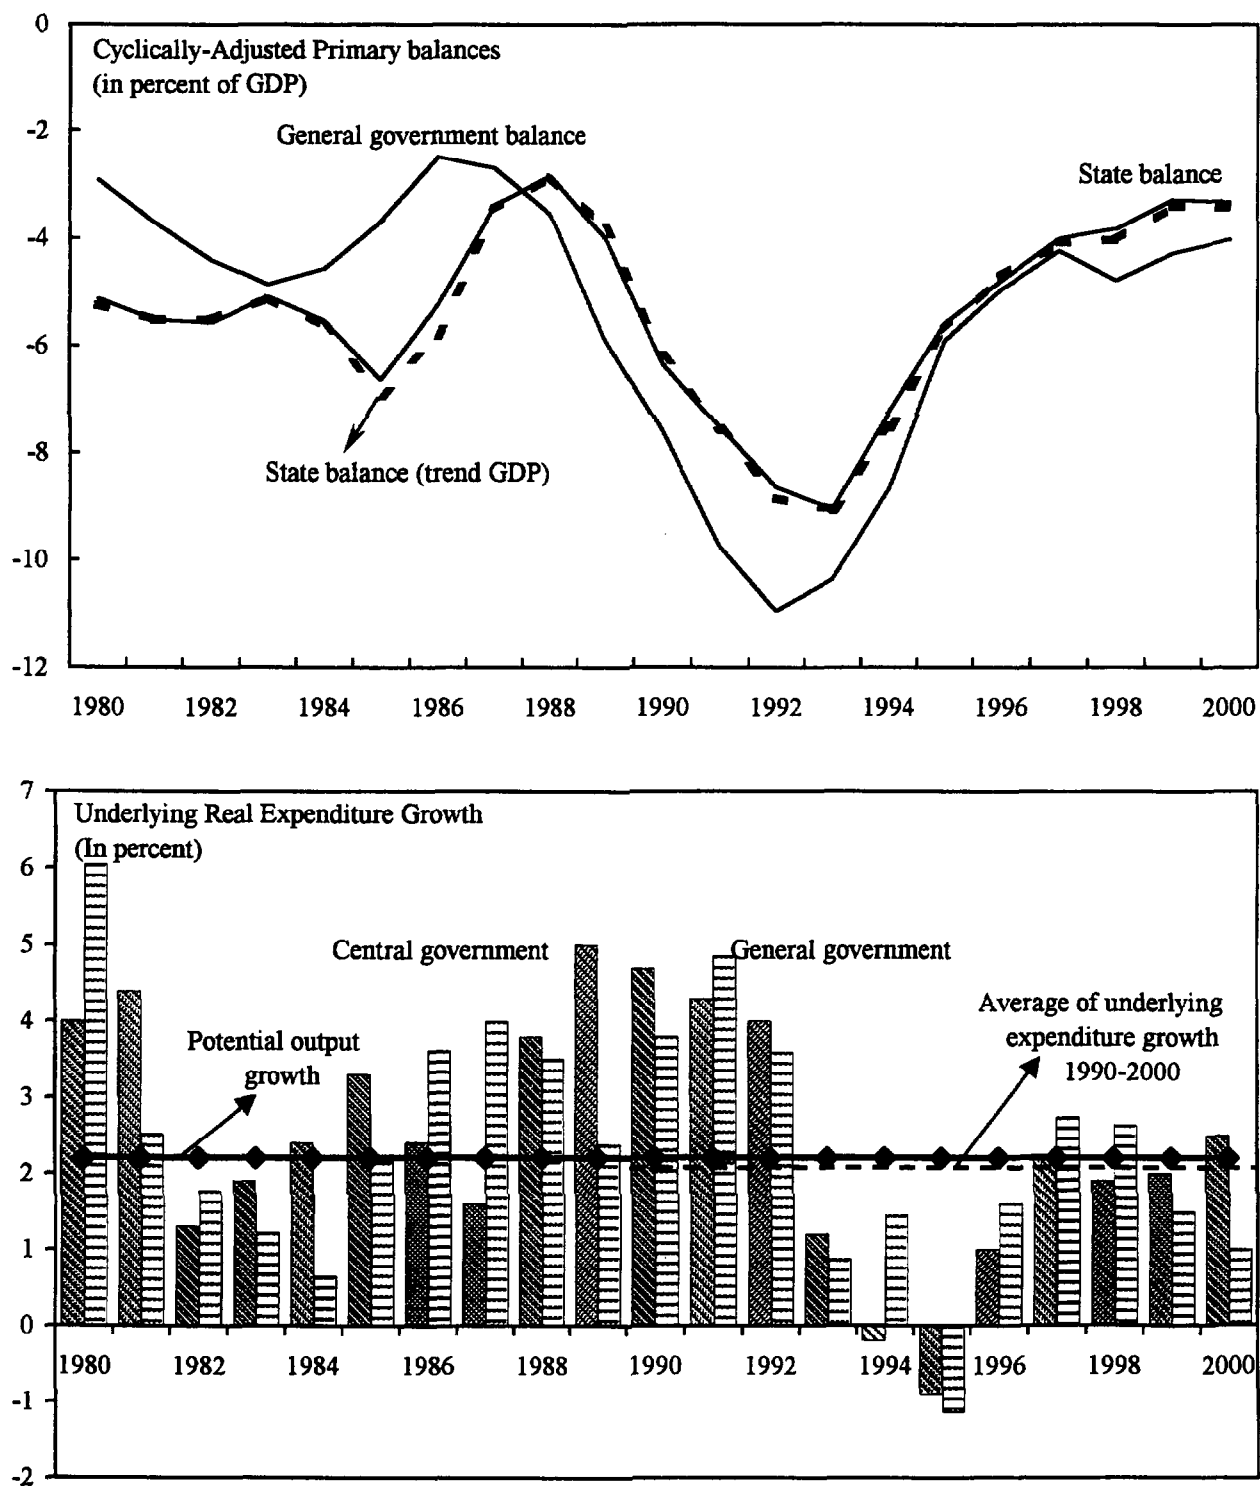 0
Cyclically-Adjusted Primary balances
(in percent of GDP)
-2
General government balance
State balance
-4
-6
-8
State balance (trend GDP)
-10
-12
1980 1982 1984 1986 1988 1990 1992 1994 1996 1998 2000
7
Underlying Real Expenditure Growth
(In percent)
6
5
Central government
General government
4
Average of underlying
expenditure growth
1990-2000
Potential output
growth
3
2
1
0
1980 1982 1984 1986 1988 1990 1992 1994 1996 1998 2000
-1
-2